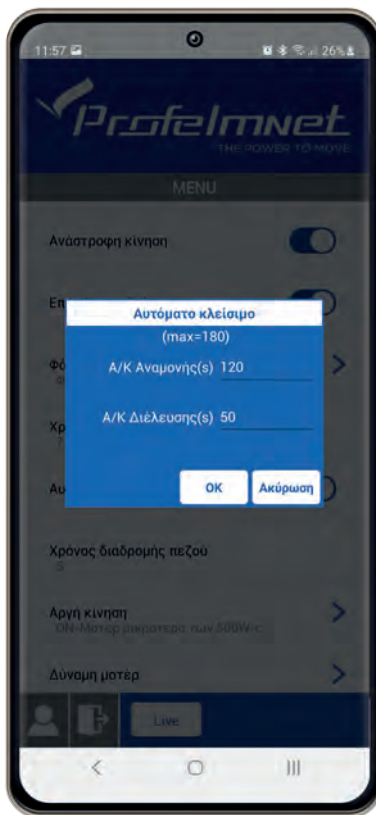 11:57 26%
Profelmnet
THE POWER TO MOVE
MENU
Ανάστροφη κίνηση
Αυτόματο κλείσιμο
(max=180)
Α/Κ Αναμονής(s) 120
Α/Κ Διέλευσης(s) 50
OK Ακύρωση
Χρόνος διαδρομής πεζού
5
Αργή κίνηση
ON-Μοτέρ μικρότερα των 500W-c
Δύναμη μοτέρ
Live